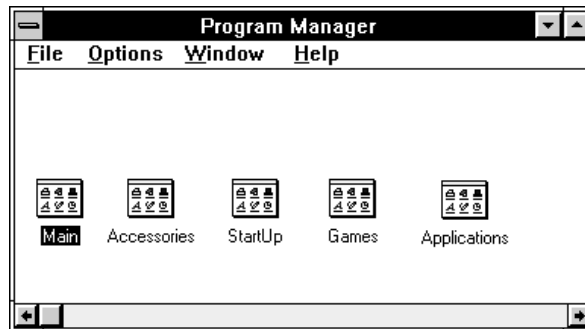 Program Manager
File Options Window Help
Main Accessories StartUp Games Applications